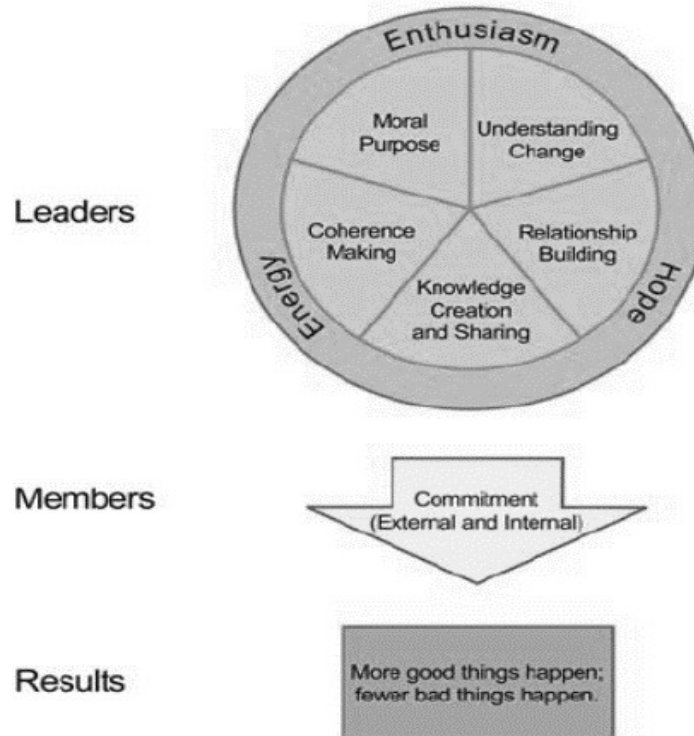 Enthusiasm
Moral
Purpose
Understanding
Change
Leaders
Coherence
Making
Relationship
Building
Knowledge
Creation
and Sharing
Energy
Hope
Members
Commitment
(External and Internal)
Results
More good things happen;
fewer bad things happen.